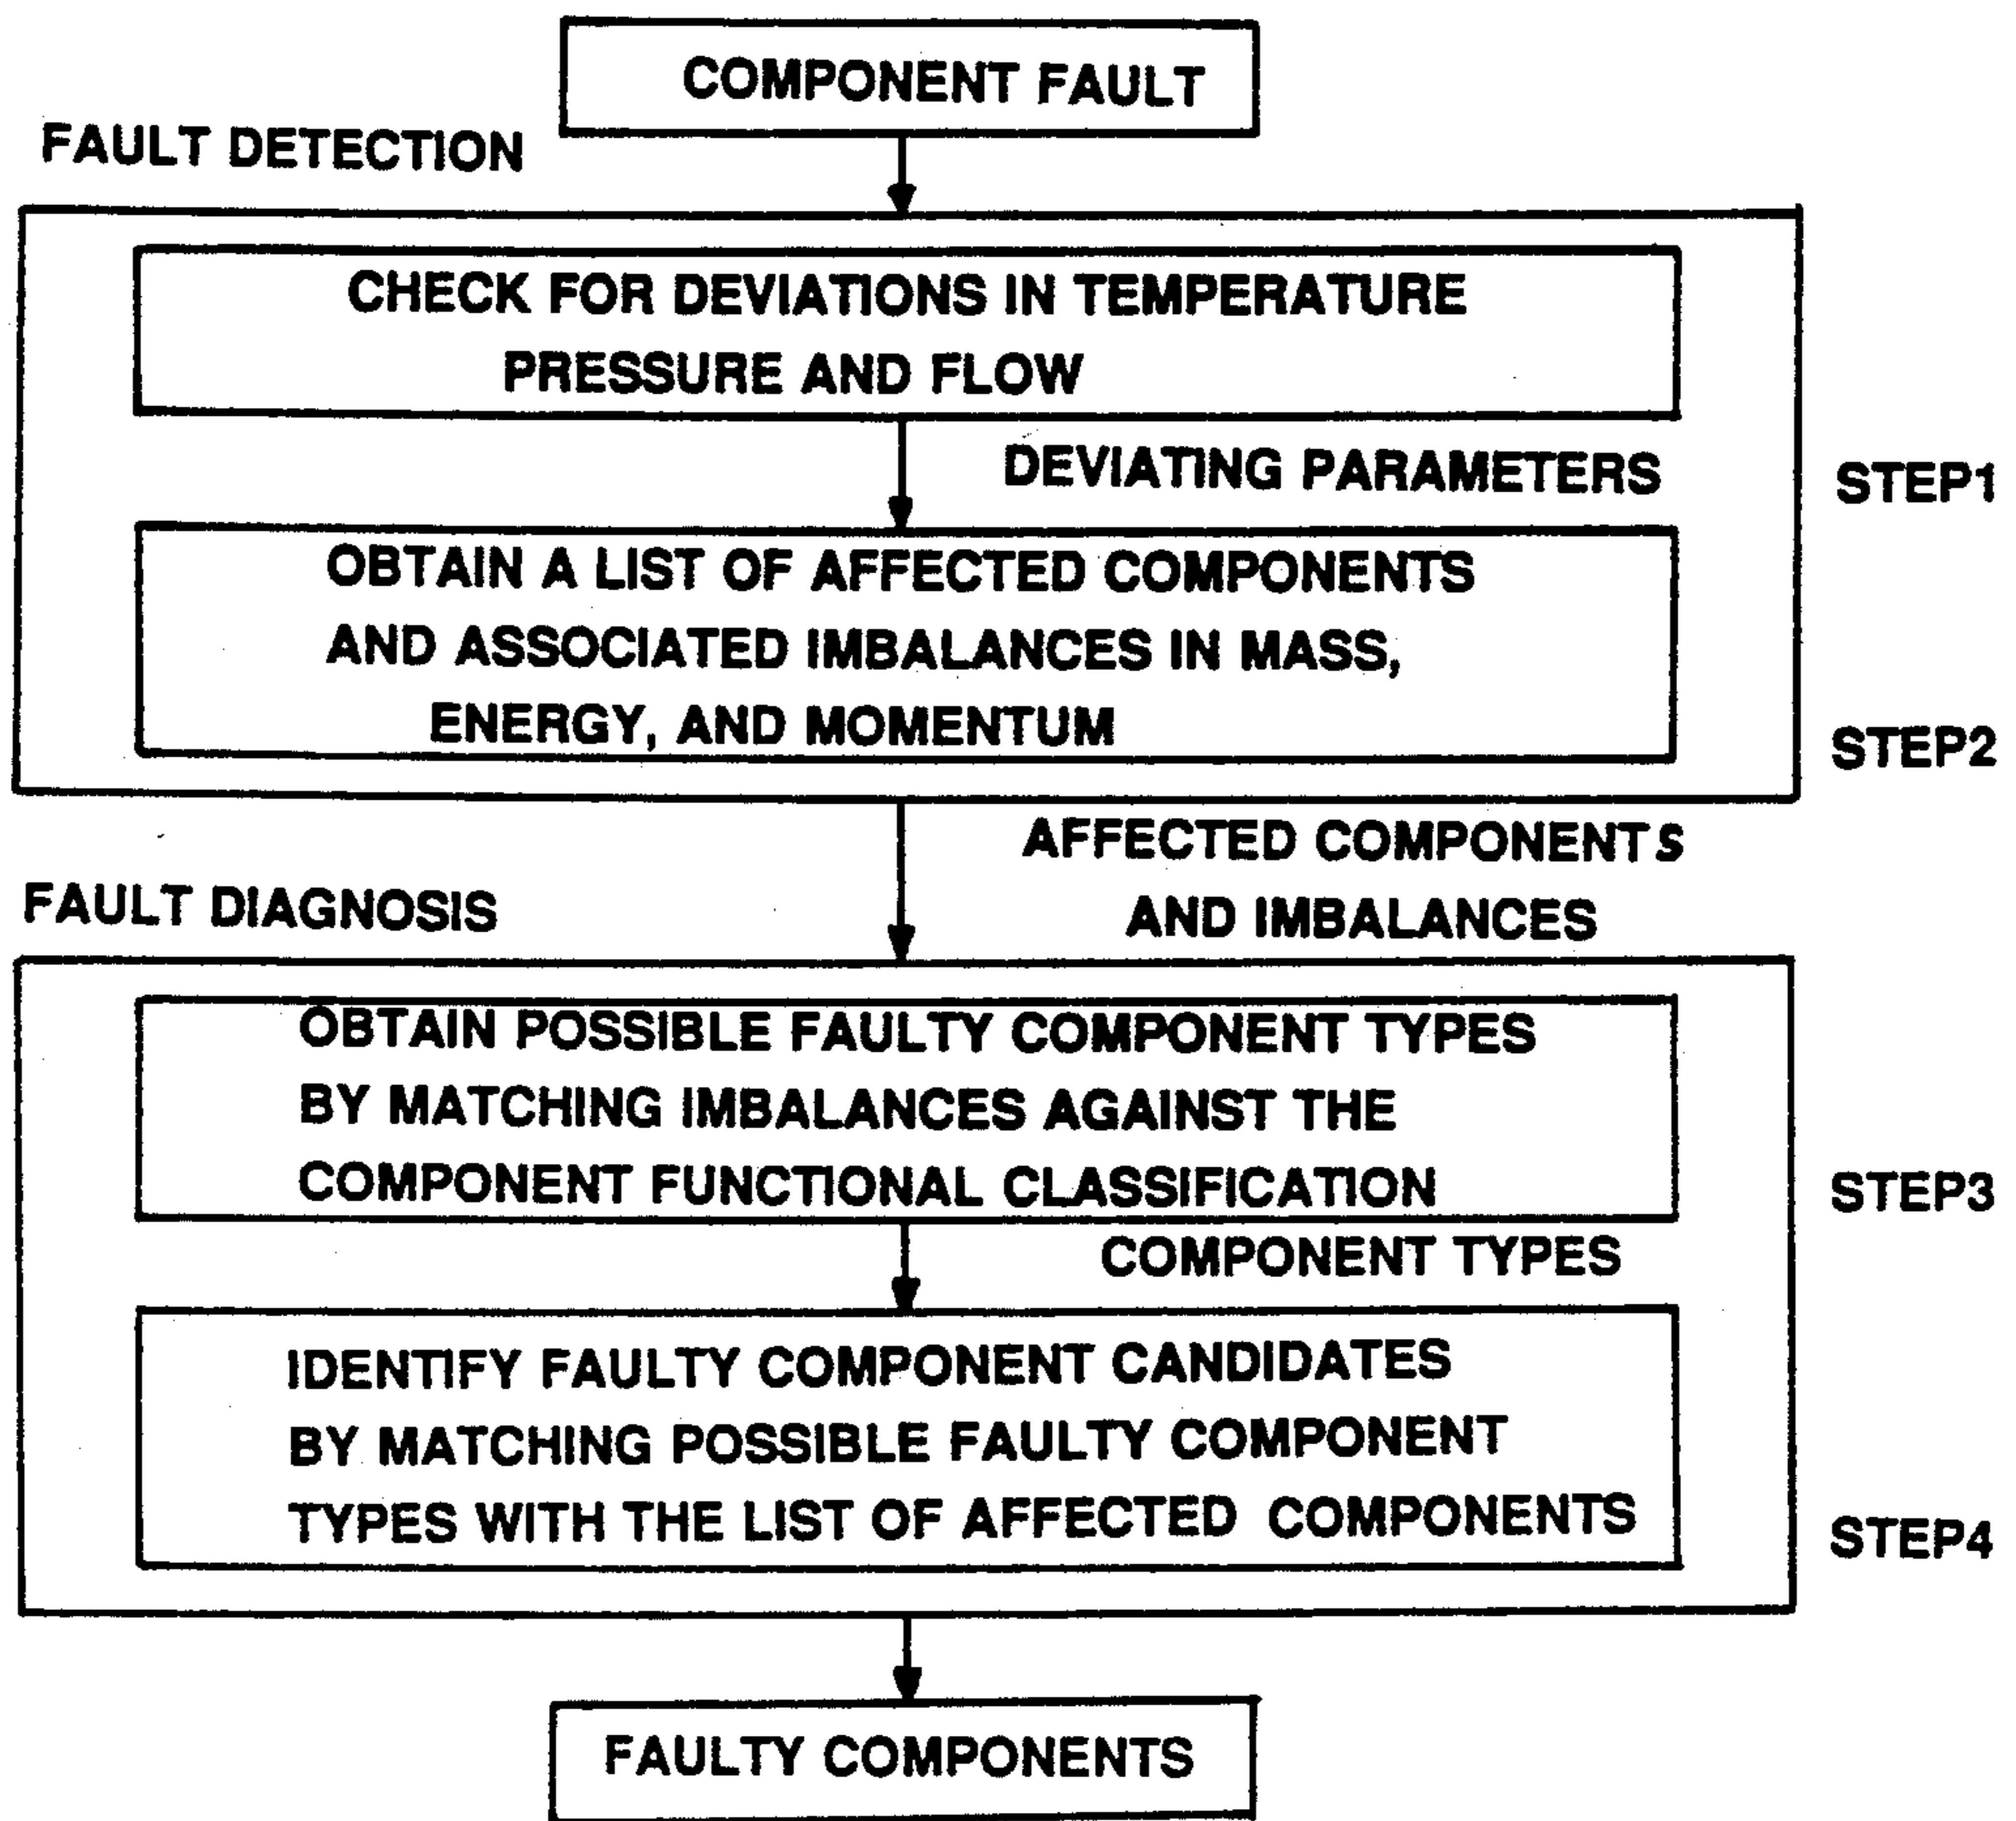 COMPONENT FAULT
FAULT DETECTION
CHECK FOR DEVIATIONS IN TEMPERATURE
PRESSURE AND FLOW
DEVIATING PARAMETERS
STEP1
OBTAIN A LIST OF AFFECTED COMPONENTS
AND ASSOCIATED IMBALANCES IN MASS,
ENERGY, AND MOMENTUM
STEP2
AFFECTED COMPONENTS
AND IMBALANCES
FAULT DIAGNOSIS
OBTAIN POSSIBLE FAULTY COMPONENT TYPES
BY MATCHING IMBALANCES AGAINST THE
COMPONENT FUNCTIONAL CLASSIFICATION
STEP3
COMPONENT TYPES
IDENTIFY FAULTY COMPONENT CANDIDATES
BY MATCHING POSSIBLE FAULTY COMPONENT
TYPES WITH THE LIST OF AFFECTED COMPONENTS
STEP4
FAULTY COMPONENTS